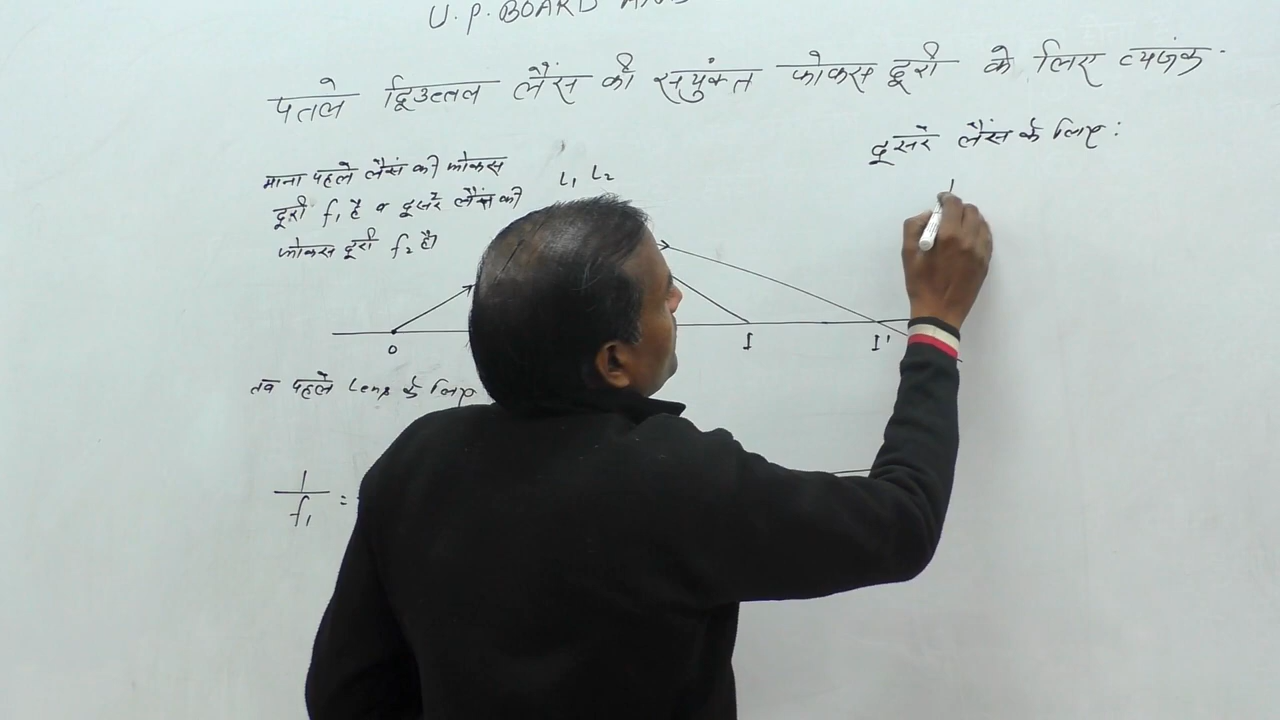 U.P. BOARD
पतले द्विउत्तल लैंस की संयुक्त फोकस दूरी के लिए व्यंजक.
दूसरे लैंस के लिए :
माना पहले लैंस की फोकस
दूरी f₁ है व दूसरे लैंस की
फोकस दूरी f₂ है।
L₁ L₂
O
I
I'
तब पहले Lens के लिए
1
f₁ =